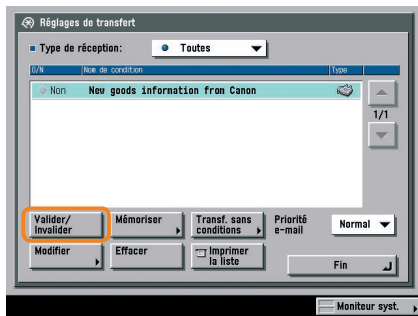 Réglages de transfert
Type de réception: Toutes
O/N Nom de condition Type
Non New goods information from Canon
1/1
Valider/
Invalider
Mémoriser
Transf. sans
conditions
Priorité
e-mail
Normal
Modifier
Effacer
Imprimer
la liste
Fin
Moniteur syst.